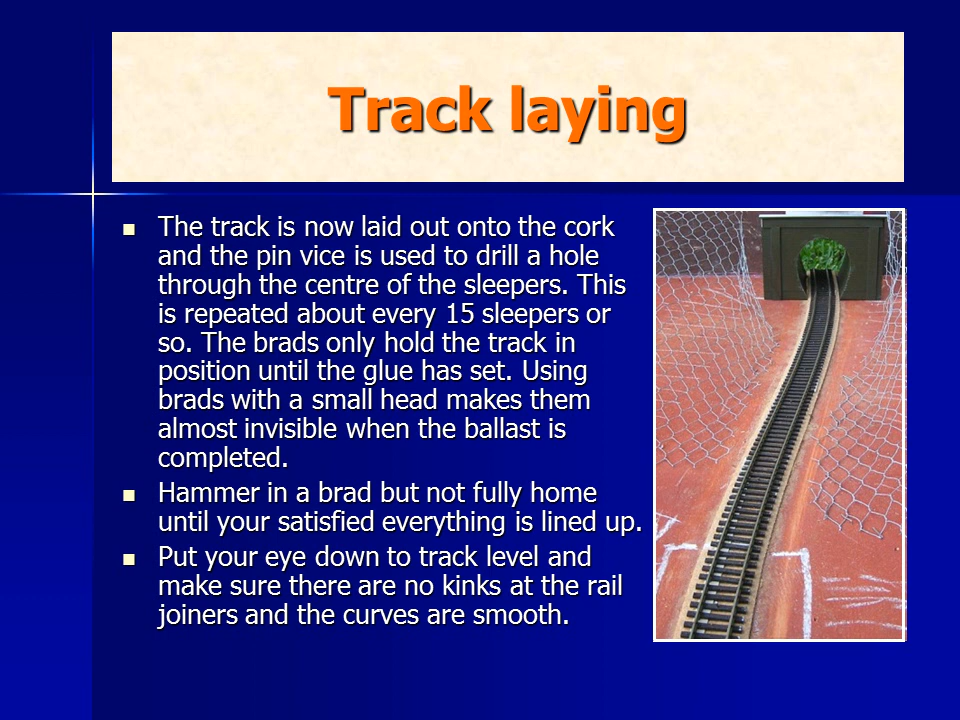 Track laying
The track is now laid out onto the cork
and the pin vice is used to drill a hole
through the centre of the sleepers. This
is repeated about every 15 sleepers or
so. The brads only hold the track in
position until the glue has set. Using
brads with a small head makes them
almost invisible when the ballast is
completed.
Hammer in a brad but not fully home
until your satisfied everything is lined up.
Put your eye down to track level and
make sure there are no kinks at the rail
joiners and the curves are smooth.